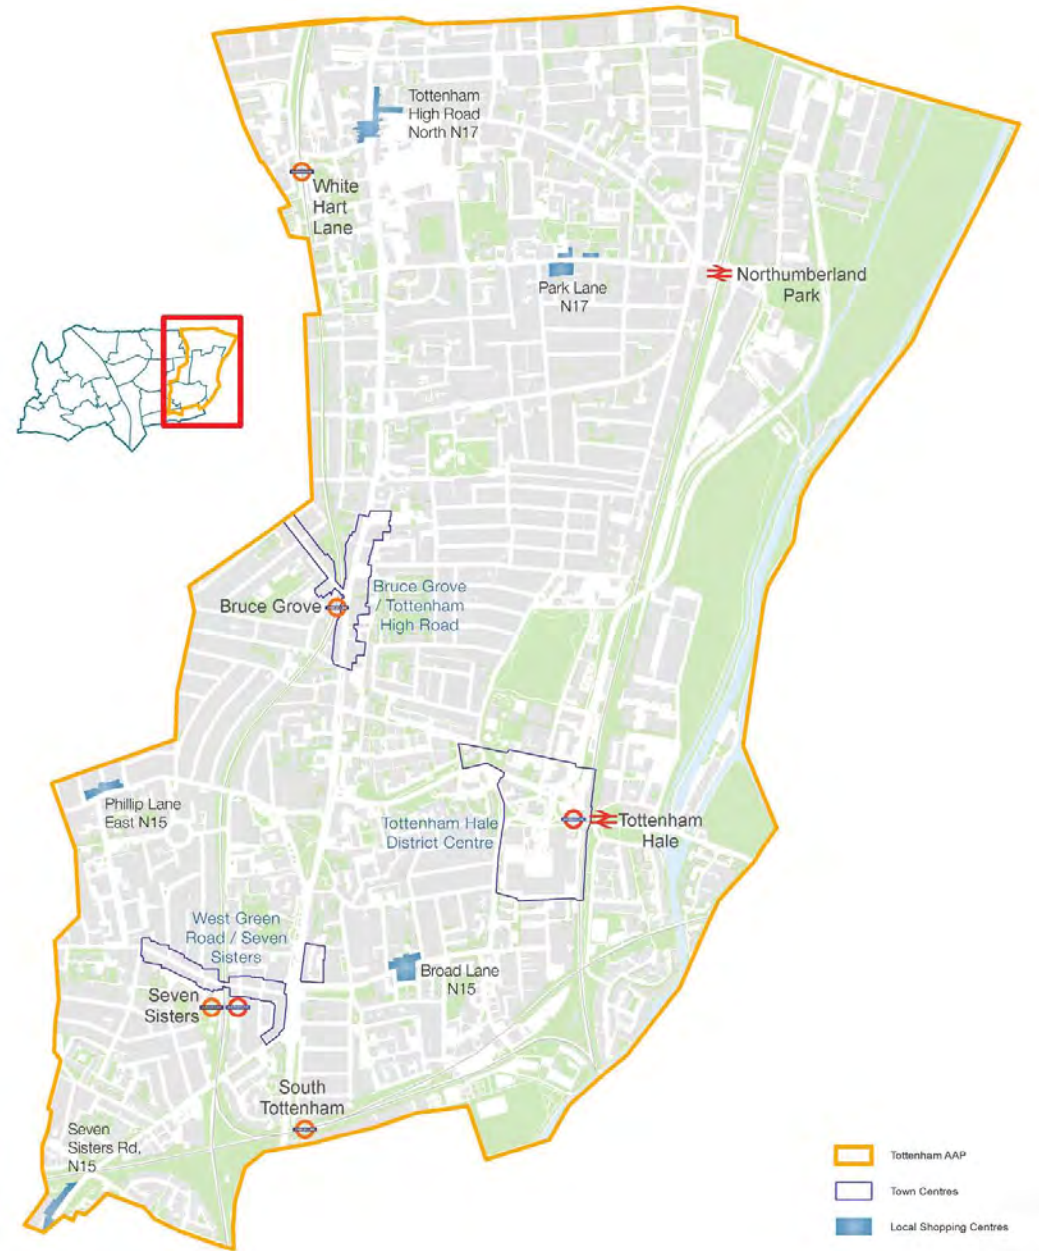 Tottenham
High Road
North N17
White
Hart
Lane
Park Lane
N17
Northumberland
Park
Bruce Grove
Bruce Grove
/ Tottenham
High Road
Phillip Lane
East N15
Tottenham Hale
District Centre
Tottenham
Hale
West Green
Road / Seven
Sisters
Broad Lane
N15
Seven
Sisters
South
Tottenham
Seven
Sisters Rd,
N15
Tottenham AAP
Town Centres
Local Shopping Centres